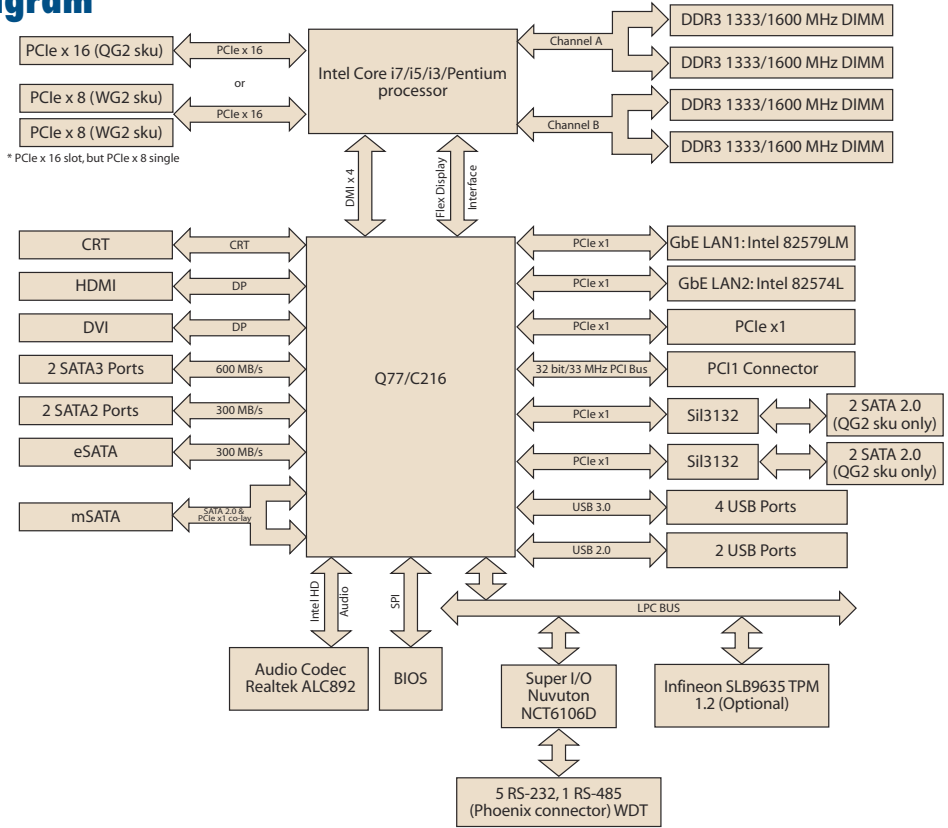 PCIe x 16 (QG2 sku)
PCIe x 16
or
PCIe x 8 (WG2 sku)
PCIe x 8 (WG2 sku)
PCIe x 16
* PCIe x 16 slot, but PCIe x 8 single
Intel Core i7/i5/i3/Pentium
processor
Channel A
DDR3 1333/1600 MHz DIMM
DDR3 1333/1600 MHz DIMM
Channel B
DDR3 1333/1600 MHz DIMM
DDR3 1333/1600 MHz DIMM
DMI x 4
Flex Display
Interface
CRT
CRT
HDMI
DP
DVI
DP
2 SATA3 Ports
600 MB/s
2 SATA2 Ports
300 MB/s
eSATA
300 MB/s
mSATA
SATA 2.0 &
PCIe x1 co-lay
Q77/C216
PCIe x1
GbE LAN1: Intel 82579LM
PCIe x1
GbE LAN2: Intel 82574L
PCIe x1
PCIe x1
32 bit/33 MHz PCI Bus
PCI1 Connector
PCIe x1
Sil3132
2 SATA 2.0
(QG2 sku only)
PCIe x1
Sil3132
2 SATA 2.0
(QG2 sku only)
USB 3.0
4 USB Ports
USB 2.0
2 USB Ports
Intel HD
Audio
SPI
LPC BUS
Audio Codec
Realtek ALC892
BIOS
Super I/O
Nuvuton
NCT6106D
Infineon SLB9635 TPM
1.2 (Optional)
5 RS-232, 1 RS-485
(Phoenix connector) WDT